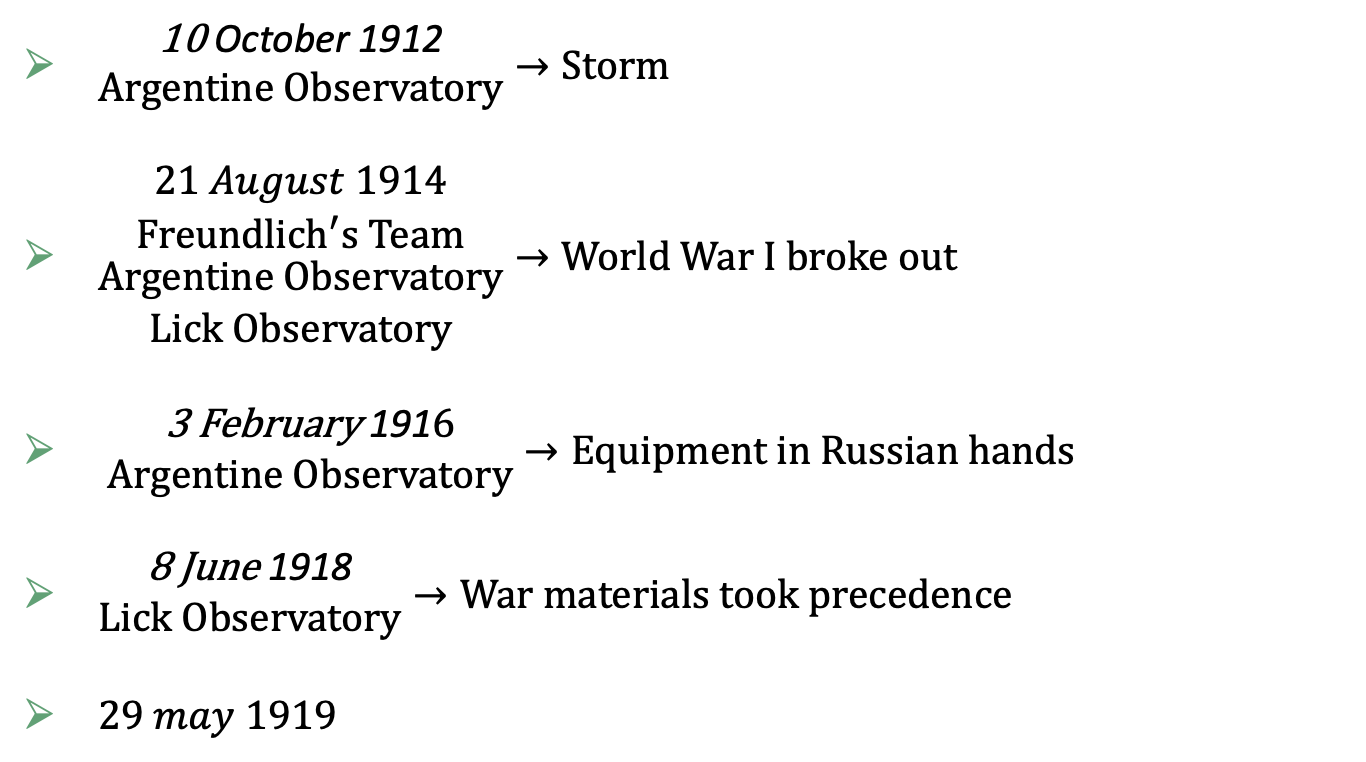 10 October 1912
Argentine Observatory → Storm
21 August 1914
Freundlich′s Team
Argentine Observatory → World War I broke out
Lick Observatory
3 February 1916
Argentine Observatory → Equipment in Russian hands
8 June 1918
Lick Observatory → War materials took precedence
29 may 1919